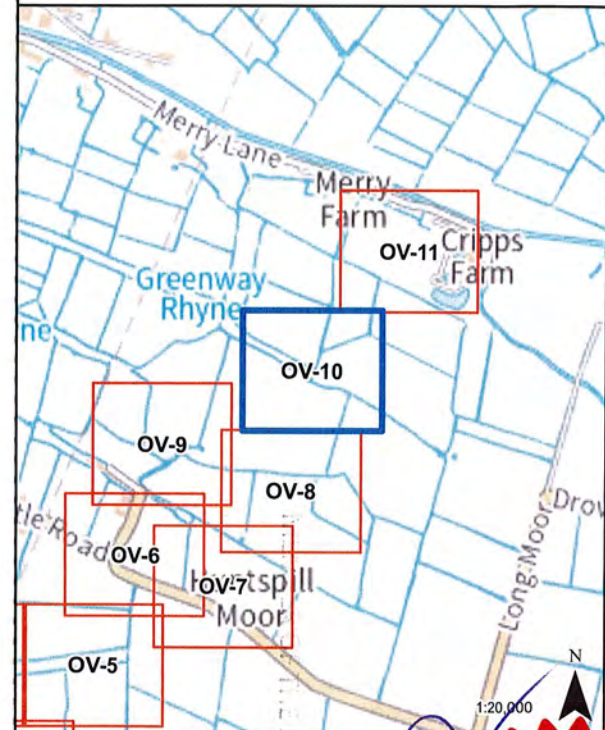 Merry Lane
Merry
Farm
OV-11
Cripps
Farm
Greenway
Rhyne
ne
OV-10
OV-9
OV-8
tle Road
OV-6
OV-7
Huntspill
Moor
Drov
Long Moor
OV-5
N
1:20,000